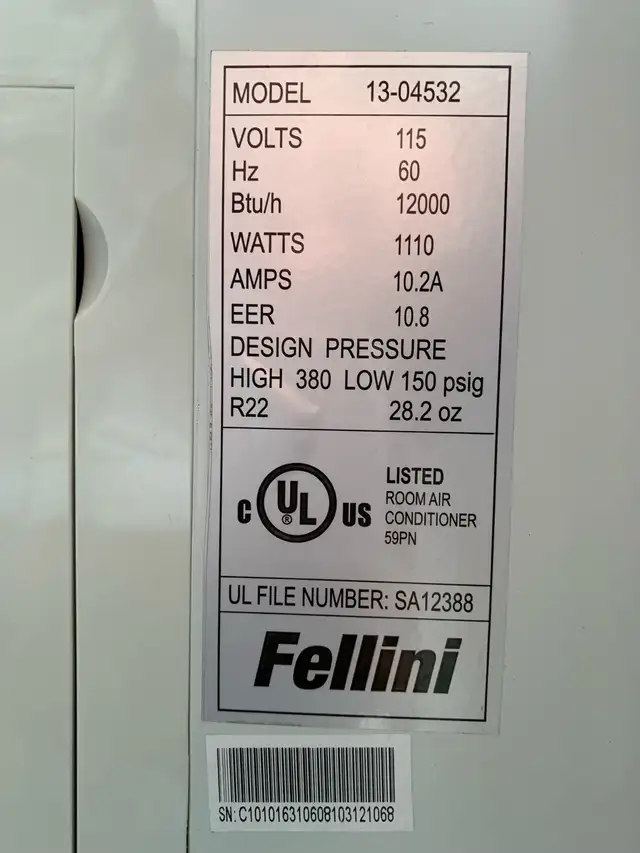 MODEL 13-04532
VOLTS 115
Hz 60
Btu/h 12000
WATTS 1110
AMPS 10.2A
EER 10.8
DESIGN PRESSURE
HIGH 380 LOW 150 psig
R22 28.2 oz
C UL ® US
LISTED
ROOM AIR
CONDITIONER
59PN
UL FILE NUMBER: SA12388
Fellini
SN: C101016310608103121068